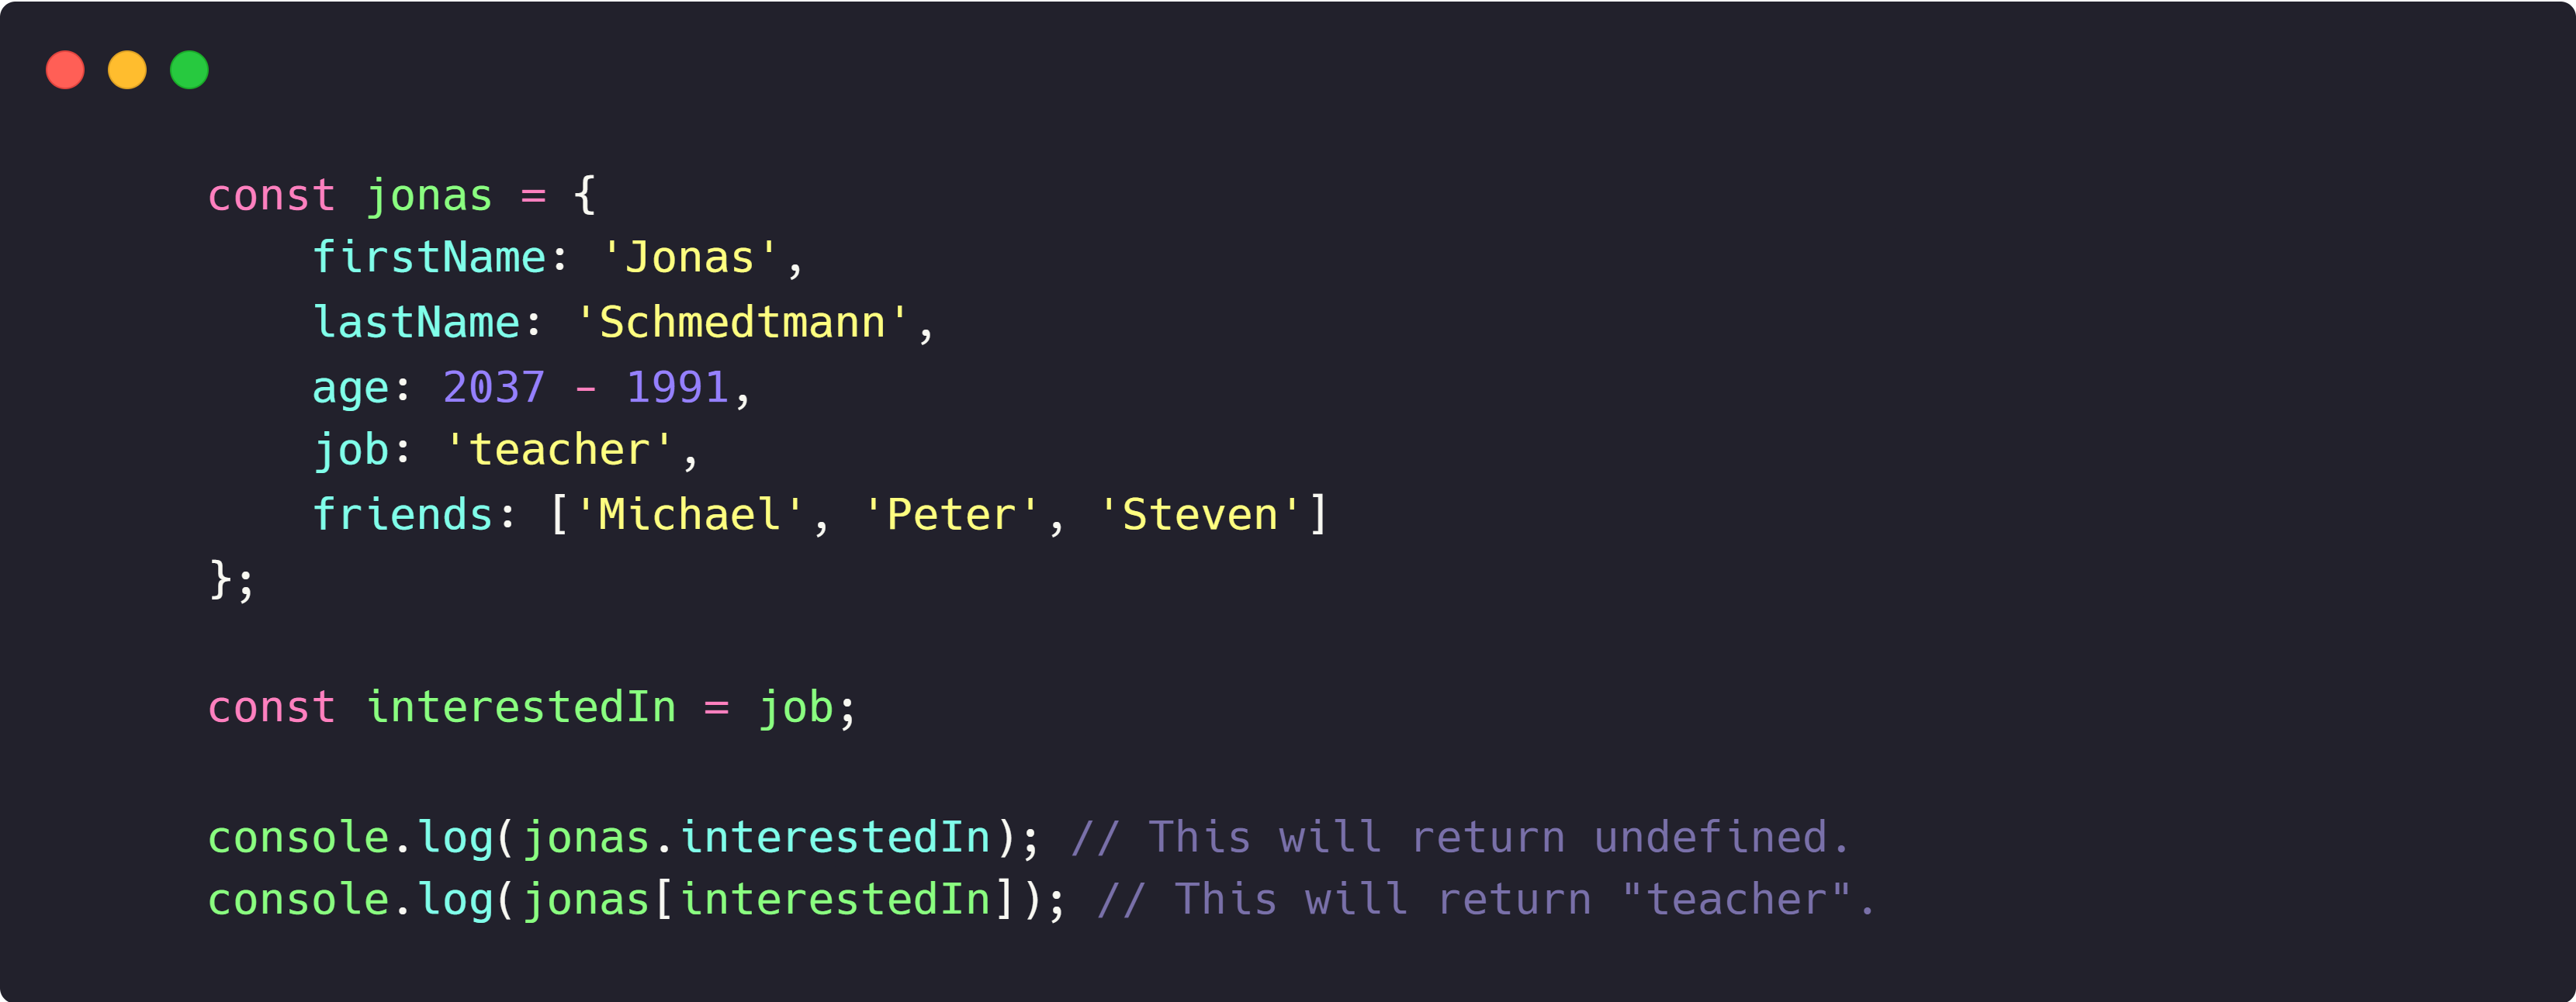 const jonas = {
    firstName: 'Jonas',
    lastName: 'Schmedtmann',
    age: 2037 - 1991,
    job: 'teacher',
    friends: ['Michael', 'Peter', 'Steven']
};
const interestedIn = job;
console.log(jonas.interestedIn); // This will return undefined.
console.log(jonas[interestedIn]); // This will return "teacher".